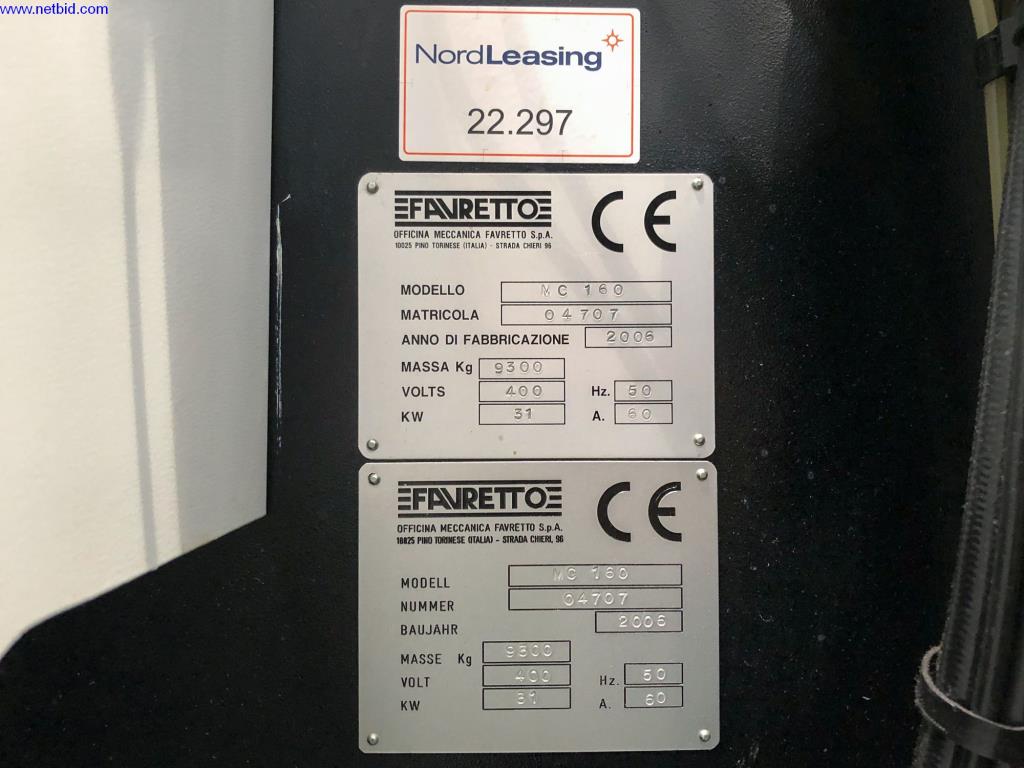 www.netbid.com
NordLeasing
22.297
FAVRETTO CE
OFFICINA MECCANICA FAVRETTO S.p.A.
10025 PINO TORINESE (ITALIA) - STRADA CHIERI 96
MODELLO MC 160
MATRICOLA 04707
ANNO DI FABBRICAZIONE 2006
MASSA Kg 9300
VOLTS 400 Hz. 50
KW 31 A. 60
FAVRETTO CE
OFFICINA MECCANICA FAVRETTO S.p.A.
10025 PINO TORINESE (ITALIA) - STRADA CHIERI, 96
MODELL MC 160
NUMMER 04707
BAUJAHR 2006
MASSE Kg 9300
VOLT 400 Hz. 50
KW 31 A. 60